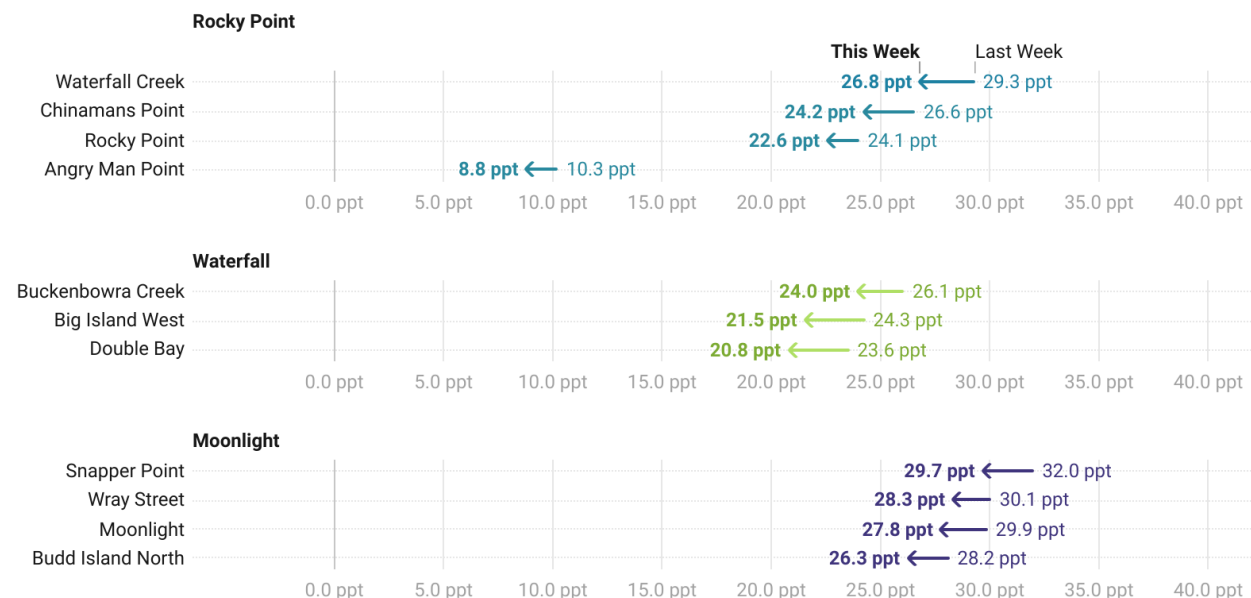 Rocky Point
This Week Last Week
Waterfall Creek 26.8 ppt 29.3 ppt
Chinamans Point 24.2 ppt 26.6 ppt
Rocky Point 22.6 ppt 24.1 ppt
Angry Man Point 8.8 ppt 10.3 ppt
0.0 ppt 5.0 ppt 10.0 ppt 15.0 ppt 20.0 ppt 25.0 ppt 30.0 ppt 35.0 ppt 40.0 ppt
Waterfall
Buckenbowra Creek 24.0 ppt 26.1 ppt
Big Island West 21.5 ppt 24.3 ppt
Double Bay 20.8 ppt 23.6 ppt
0.0 ppt 5.0 ppt 10.0 ppt 15.0 ppt 20.0 ppt 25.0 ppt 30.0 ppt 35.0 ppt 40.0 ppt
Moonlight
Snapper Point 29.7 ppt 32.0 ppt
Wray Street 28.3 ppt 30.1 ppt
Moonlight 27.8 ppt 29.9 ppt
Budd Island North 26.3 ppt 28.2 ppt
0.0 ppt 5.0 ppt 10.0 ppt 15.0 ppt 20.0 ppt 25.0 ppt 30.0 ppt 35.0 ppt 40.0 ppt